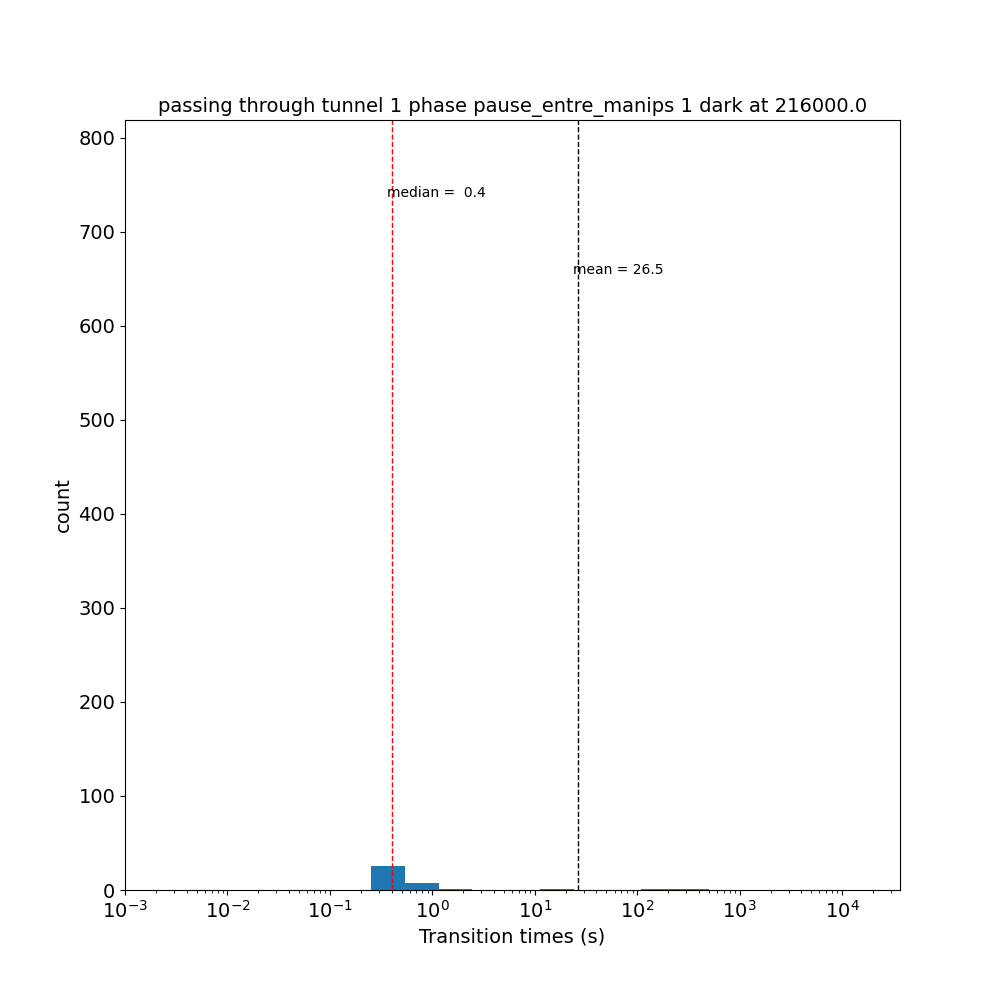 passing through tunnel 1 phase pause_entre_manips 1 dark at 216000.0
800
median =  0.4
700
mean = 26.5
600
500
count
400
300
200
100
0
10⁻³ 10⁻² 10⁻¹ 10⁰ 10¹ 10² 10³ 10⁴
Transition times (s)